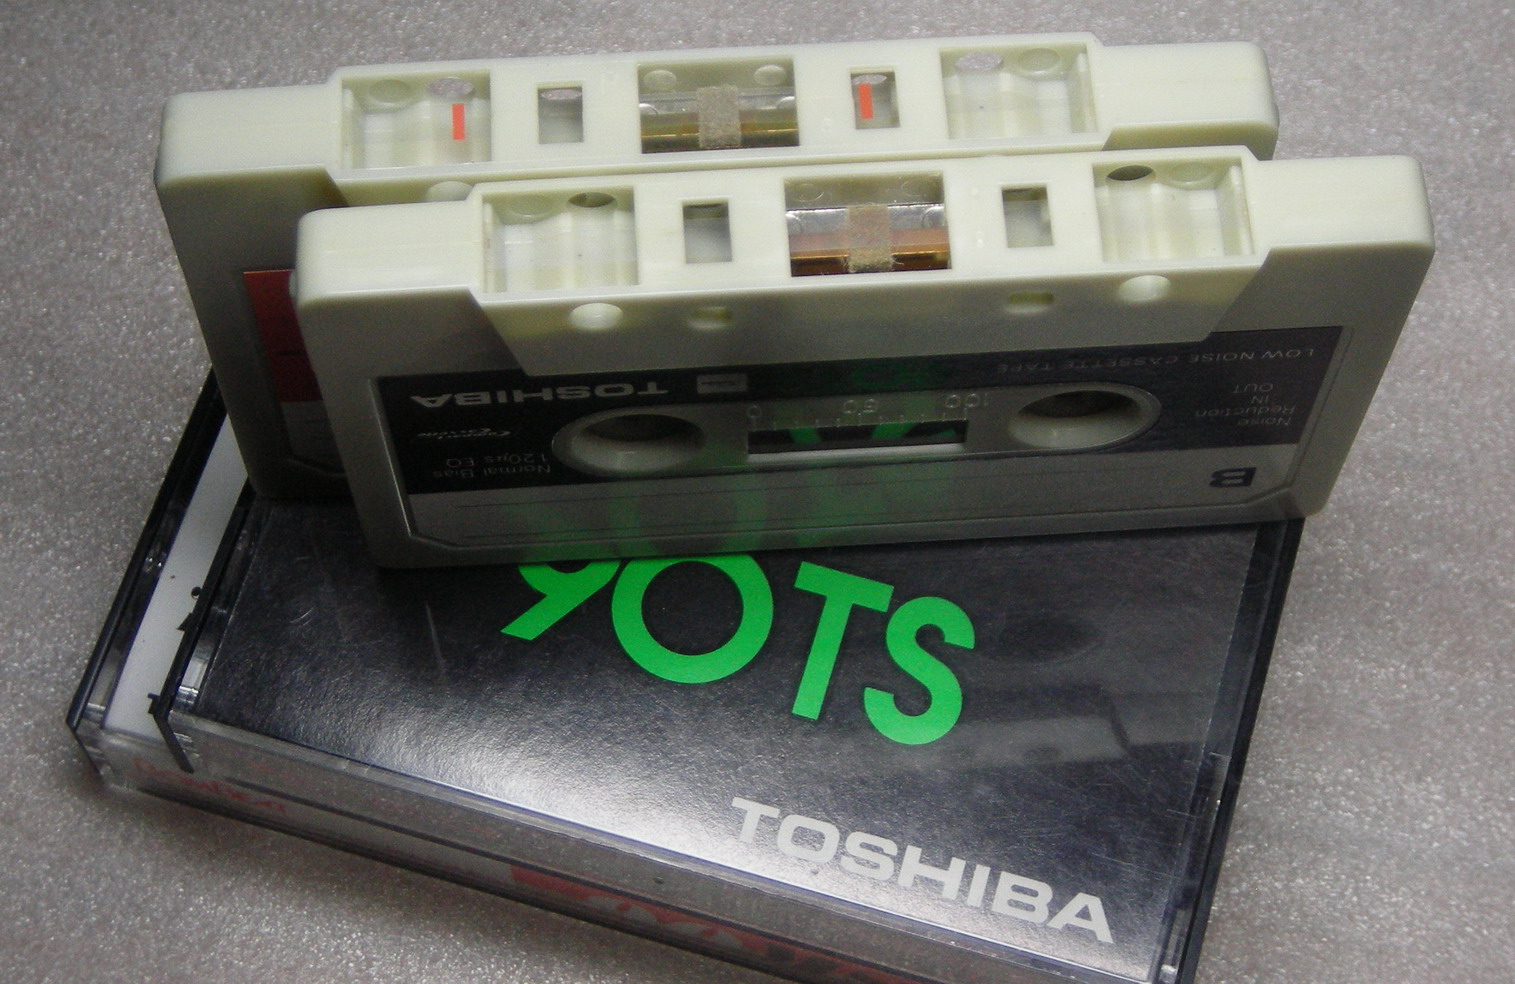 LOW NOISE CASSETTE TAPE
TOSHIBA
100 50 0
Noise
Reduction
IN
OUT
Normal Bias
120µs EQ
B
90TS
TOSHIBA